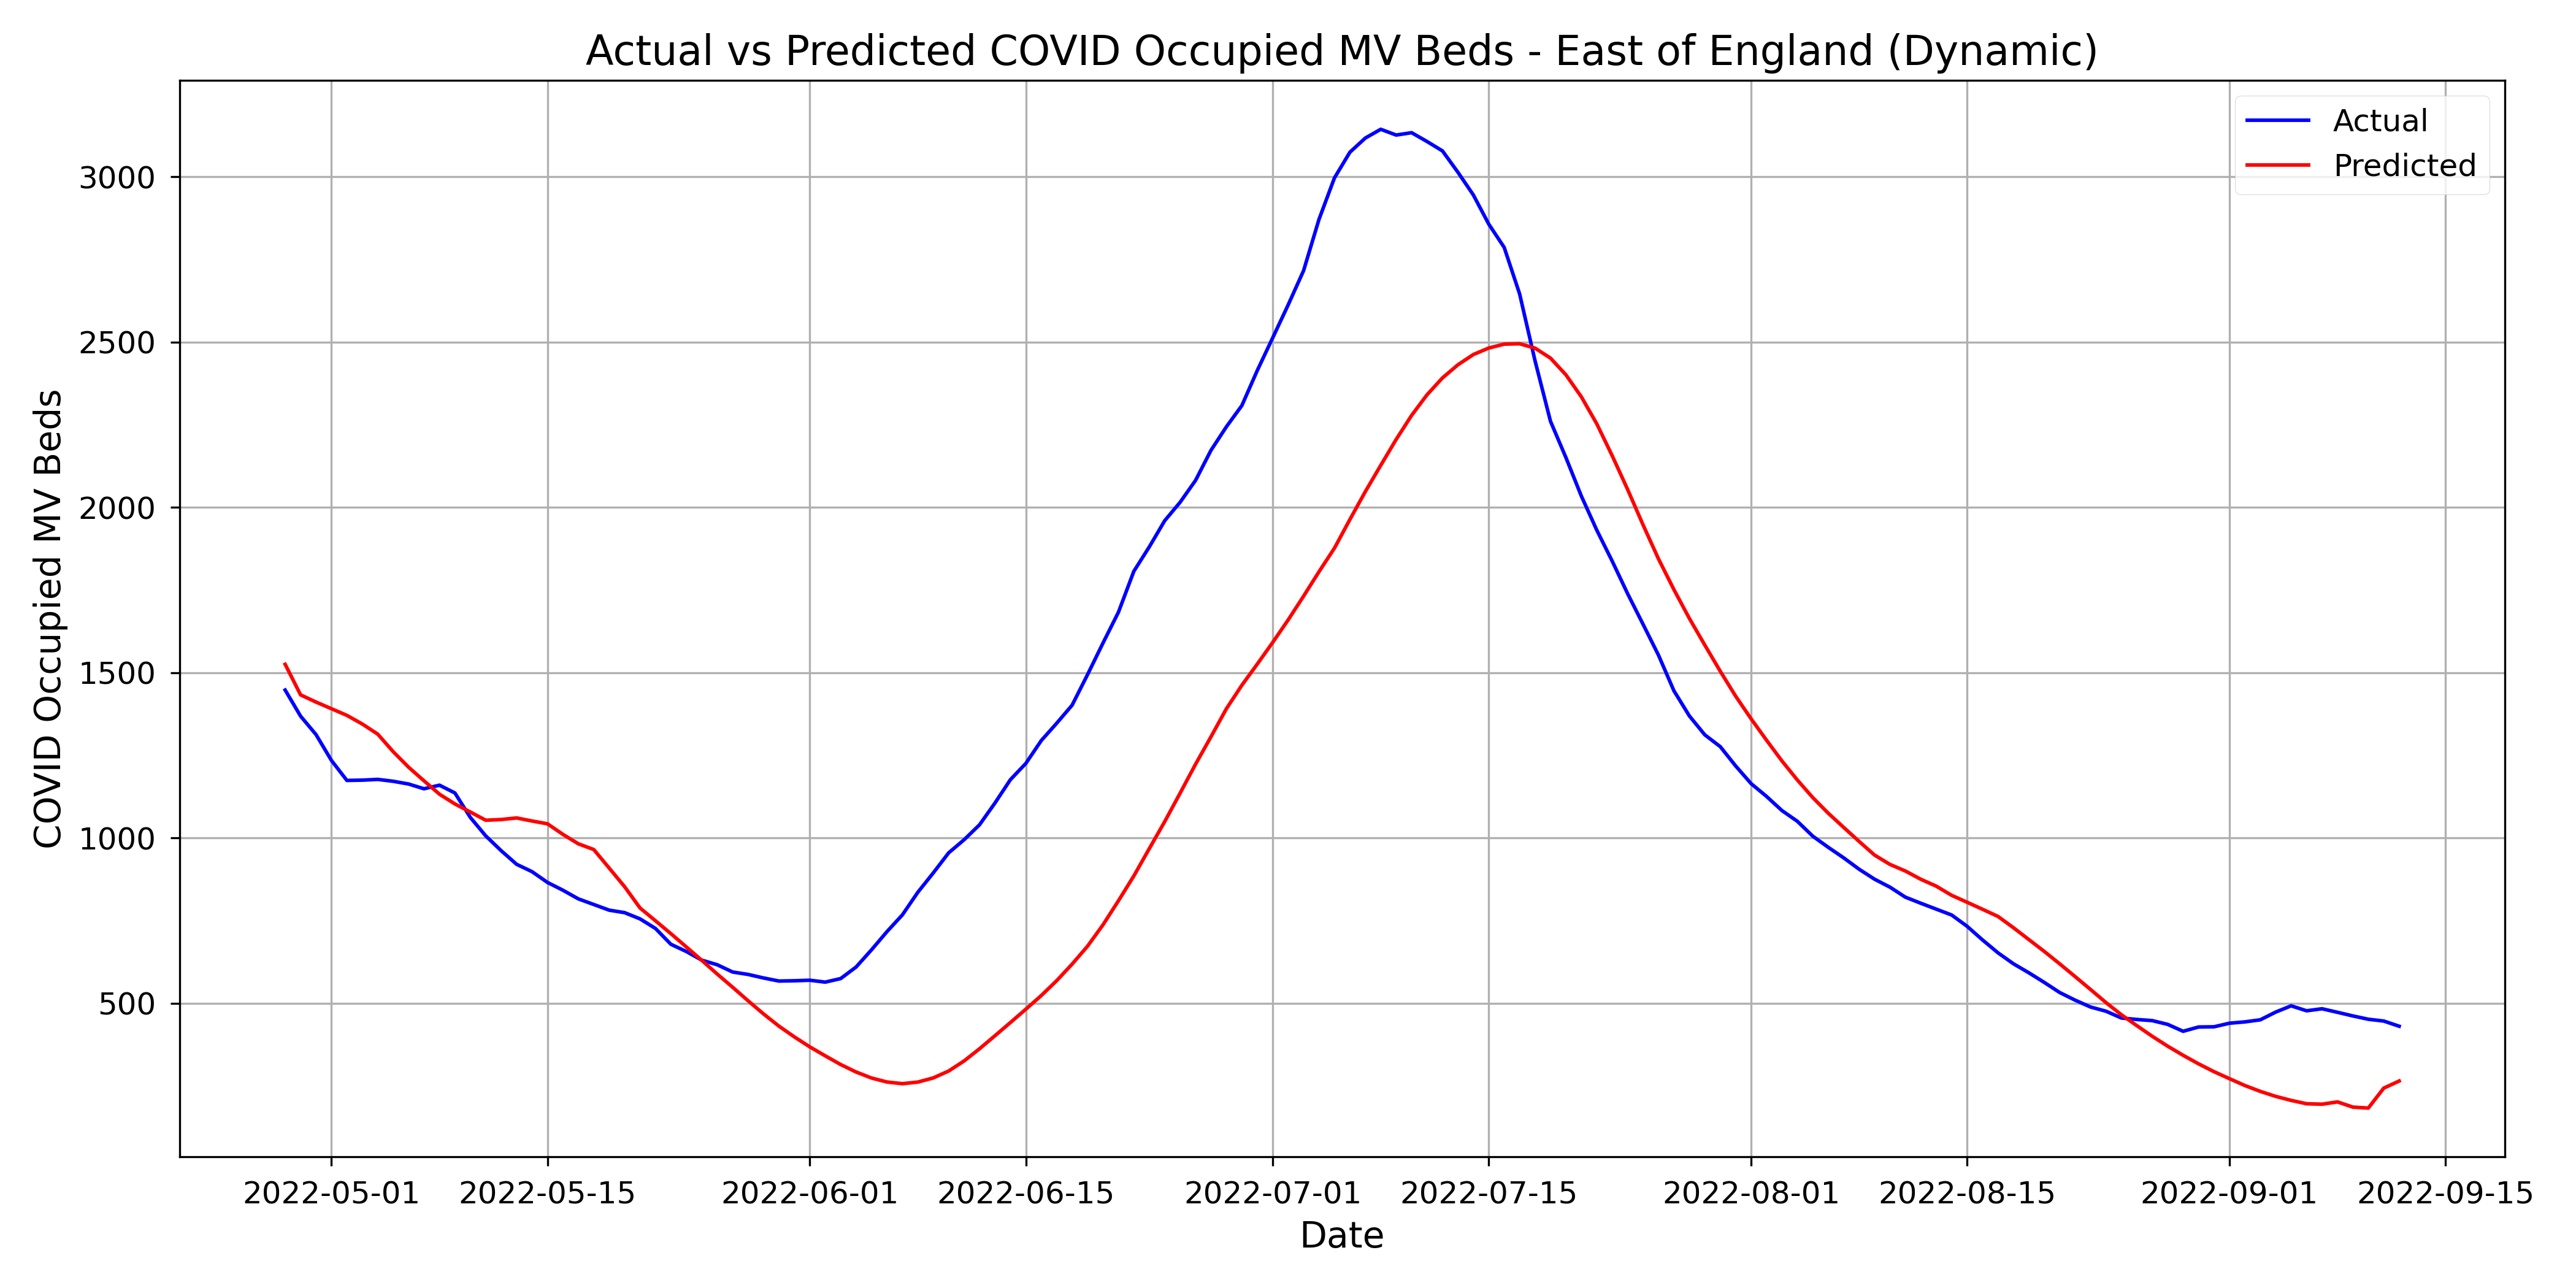 Actual vs Predicted COVID Occupied MV Beds - East of England (Dynamic)
Actual
Predicted
COVID Occupied MV Beds
3000
2500
2000
1500
1000
500
2022-05-01 2022-05-15 2022-06-01 2022-06-15 2022-07-01 2022-07-15 2022-08-01 2022-08-15 2022-09-01 2022-09-15
Date